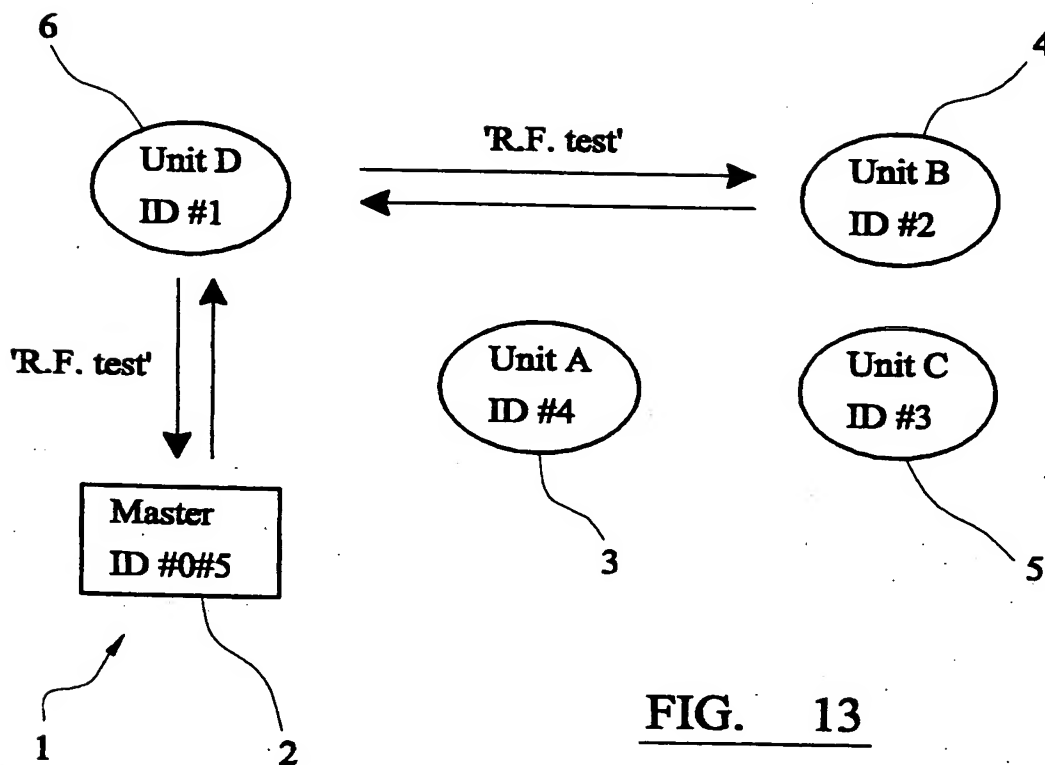 6
4
Unit D
ID #1
'R.F. test'
Unit B
ID #2
'R.F. test'
Unit A
ID #4
Unit C
ID #3
Master
ID #0#5
3
5
1
2
FIG. 13